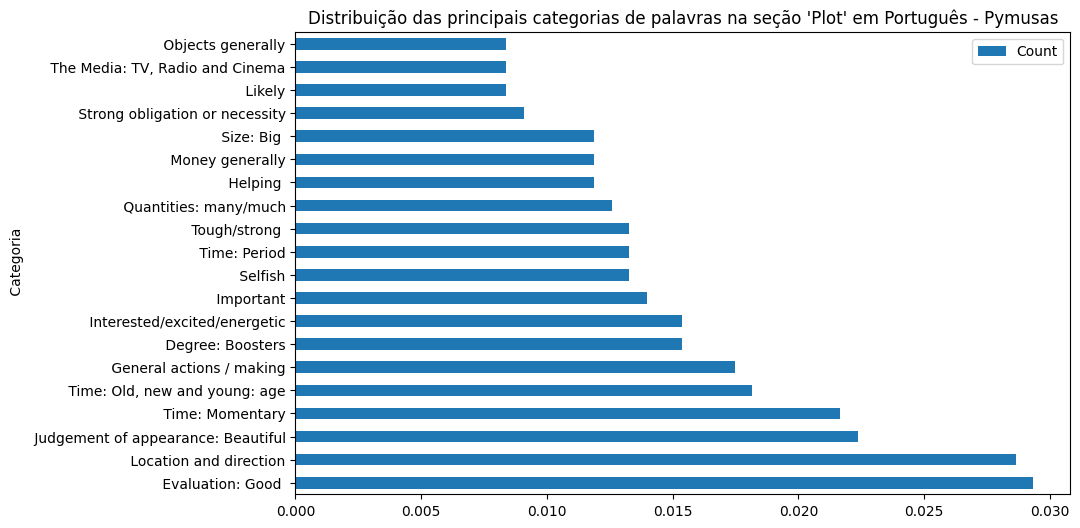 Distribuição das principais categorias de palavras na seção 'Plot' em Português - Pymusas
Count
Categoria
Objects generally
The Media: TV, Radio and Cinema
Likely
Strong obligation or necessity
Size: Big
Money generally
Helping
Quantities: many/much
Tough/strong
Time: Period
Selfish
Important
Interested/excited/energetic
Degree: Boosters
General actions / making
Time: Old, new and young: age
Time: Momentary
Judgement of appearance: Beautiful
Location and direction
Evaluation: Good
0.000 0.005 0.010 0.015 0.020 0.025 0.030